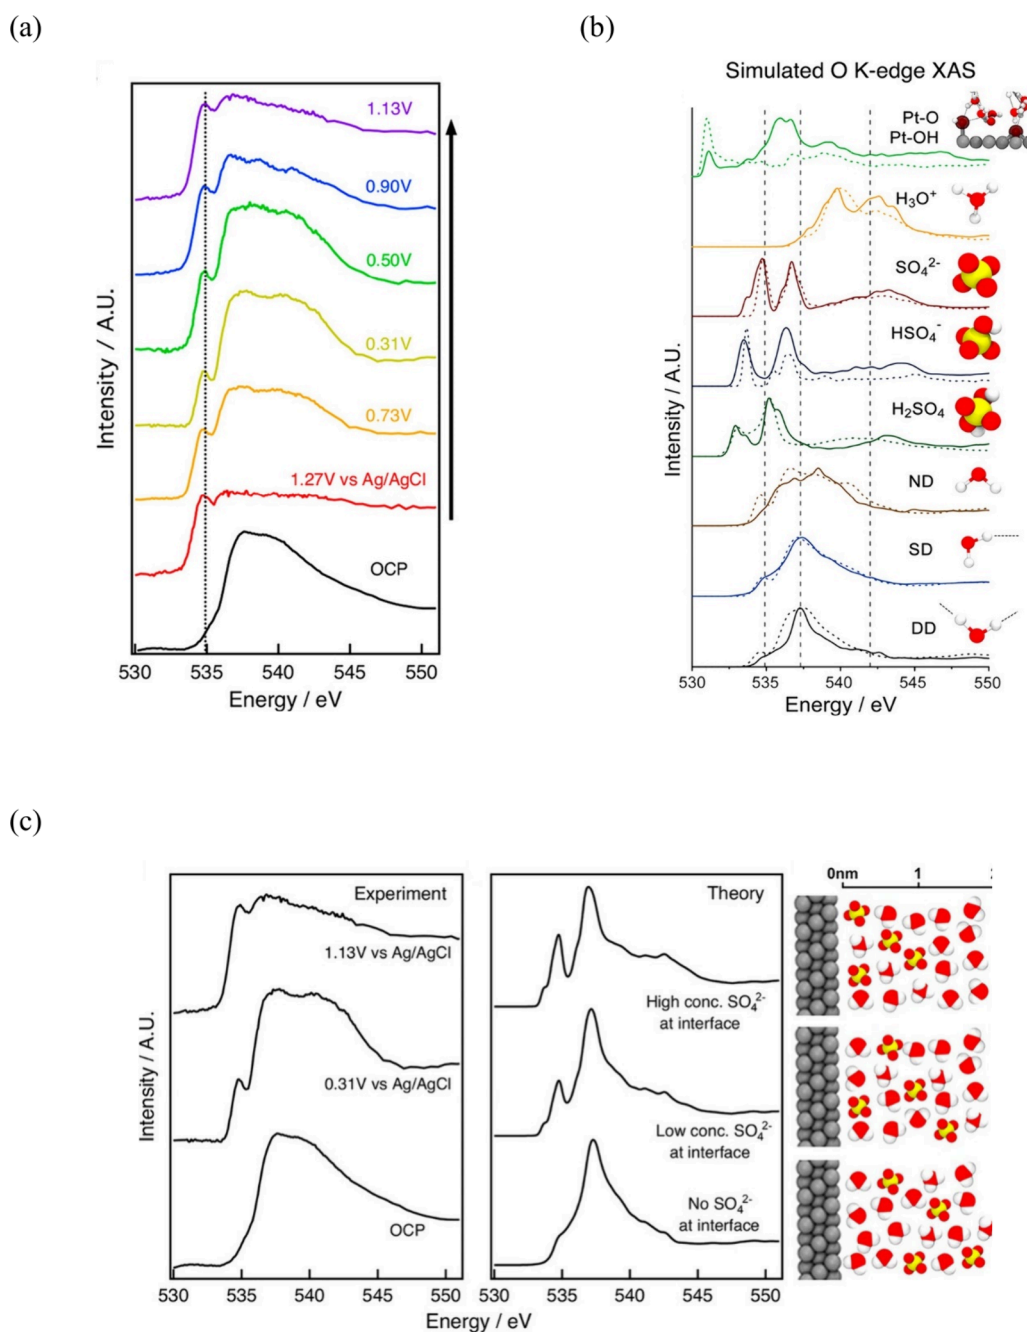 (a)
1.13V
0.90V
0.50V
0.31V
0.73V
1.27V vs Ag/AgCl
OCP
Intensity / A.U.
530 535 540 545 550
Energy / eV
(b)
Simulated O K-edge XAS
Pt-O
Pt-OH
H₃O⁺
SO₄²⁻
HSO₄⁻
H₂SO₄
ND
SD
DD
Intensity / A.U.
530 535 540 545 550
Energy / eV
(c)
Experiment
1.13V vs Ag/AgCl
0.31V vs Ag/AgCl
OCP
Intensity / A.U.
530 535 540 545 550
Theory
High conc. SO₄²⁻
at interface
Low conc. SO₄²⁻
at interface
No SO₄²⁻
at interface
530 535 540 545 550
Energy / eV
0nm 1